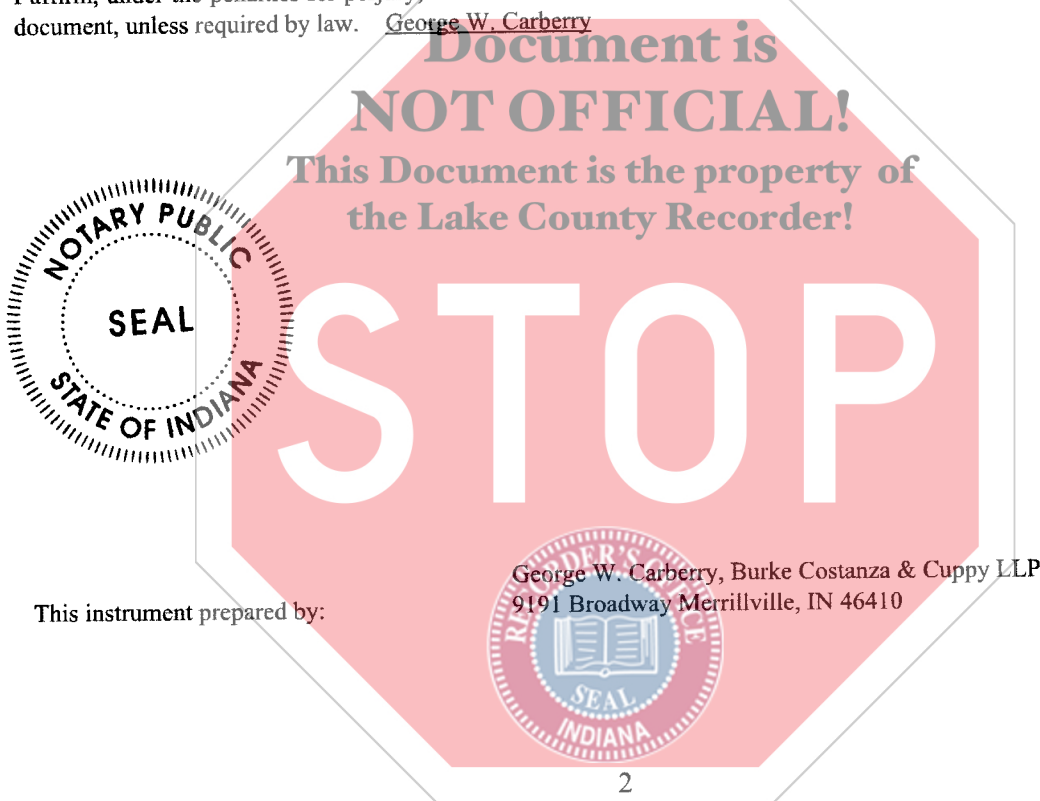 document, unless required by law. George W. Carberry
Document is
NOT OFFICIAL!
This Document is the property of
the Lake County Recorder!
NOTARY PUBLIC
SEAL
STATE OF INDIANA
STOP
George W. Carberry, Burke Costanza & Cuppy LLP
This instrument prepared by:
9191 Broadway Merrillville, IN 46410
RECORDER'S OFFICE
SEAL
INDIANA
2